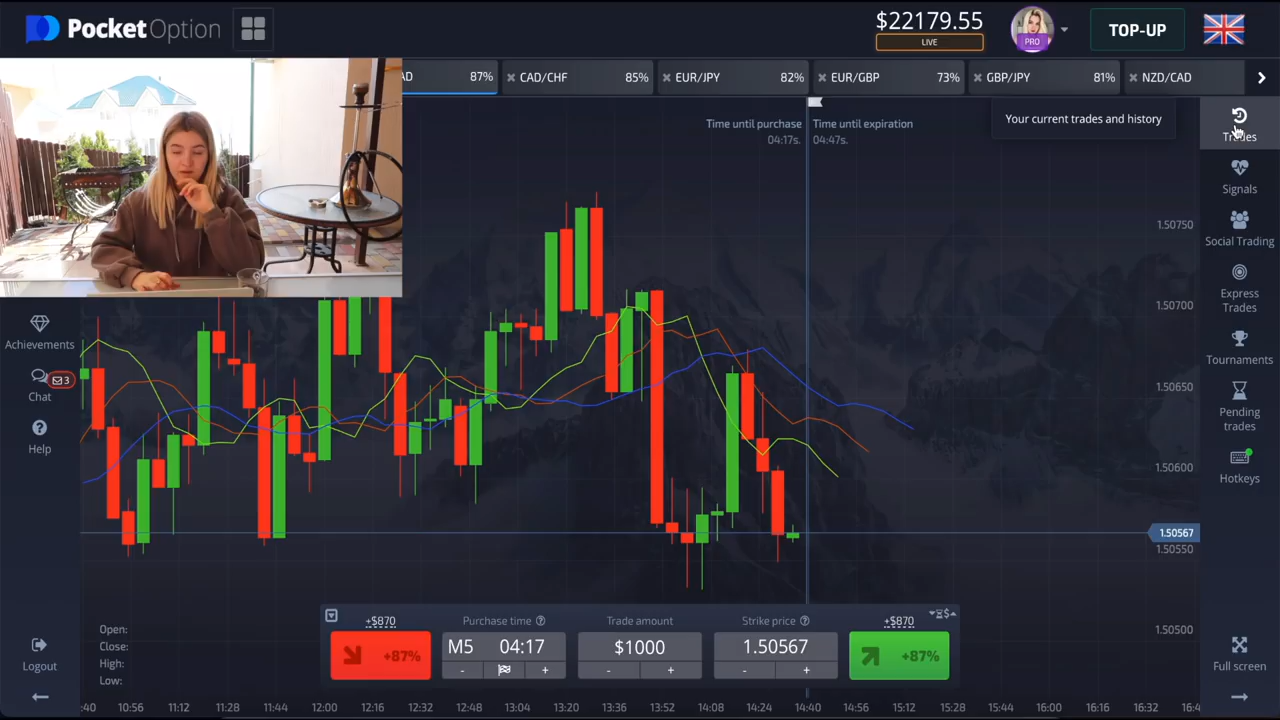 PocketOption
$22179.55
LIVE
PRO
TOP-UP
AD 87%
CAD/CHF 85%
EUR/JPY 82%
EUR/GBP 73%
GBP/JPY 81%
NZD/CAD
Time until purchase
04:17s.
Time until expiration
04:47s.
Your current trades and history
Trades
Signals
Social Trading
Express
Trades
Tournaments
Pending
trades
Hotkeys
Full screen
Achievements
3
Chat
Help
Logout
1.50750
1.50700
1.50650
1.50600
1.50567
1.50550
1.50500
Open:
Close:
High:
Low:
+$870
+87%
Purchase time
M5 04:17
- +
Trade amount
$1000
- +
Strike price
1.50567
- +
+$870
+87%
:40 10:56 11:12 11:28 11:44 12:00 12:16 12:32 12:48 13:04 13:20 13:36 13:52 14:08 14:24 14:40 14:56 15:12 15:28 15:44 16:00 16:16 16:32 16:4